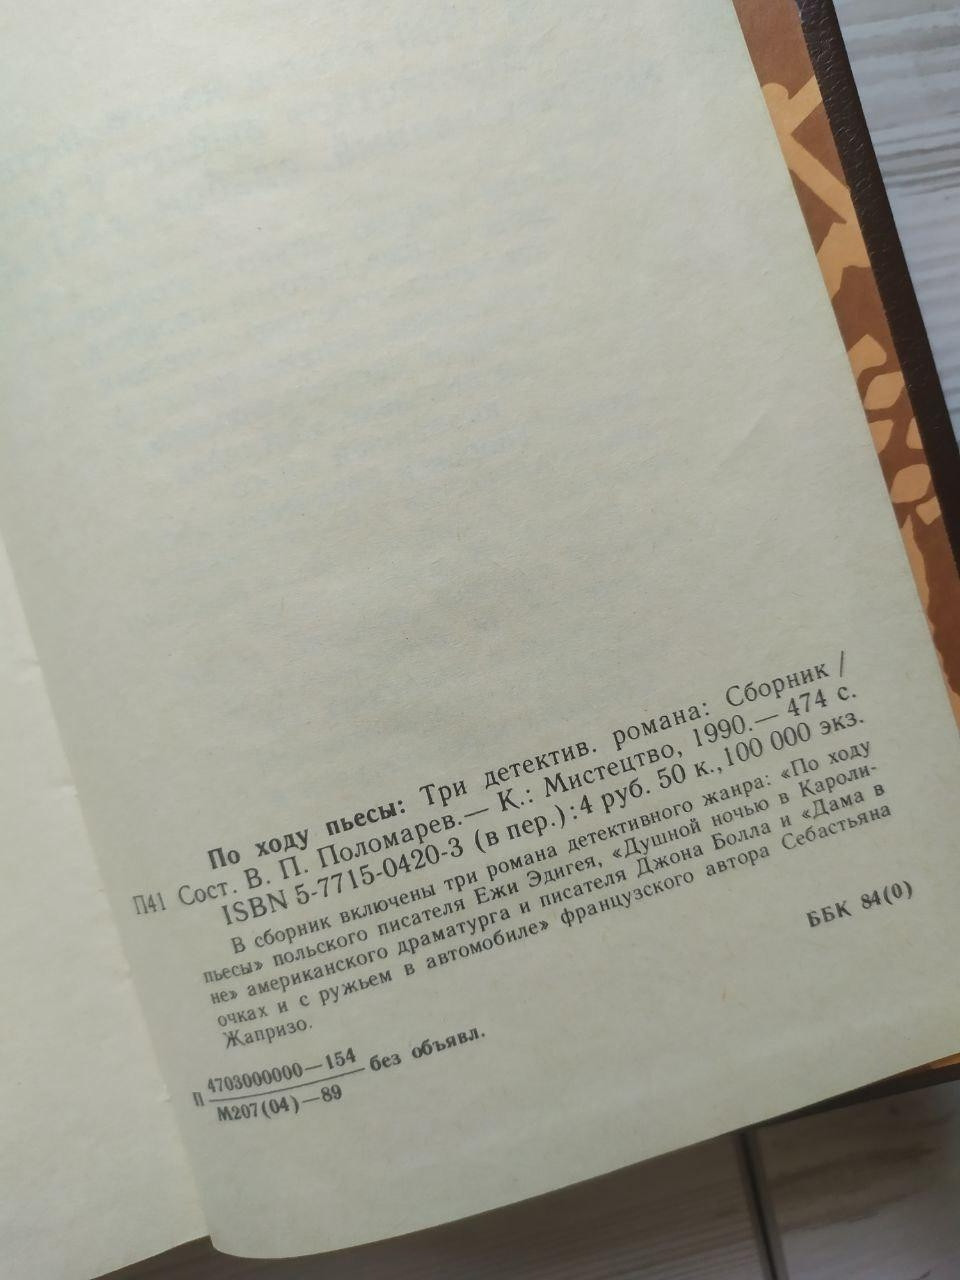 По ходу пьесы: Три детектив. романа: Сборник /
П41 Сост. В. П. Поломарев.— К.: Мистецтво, 1990.— 474 с.
ISBN 5-7715-0420-3 (в пер.):4 руб. 50 к.,100 000 экз.
В сборник включены три романа детективного жанра: «По ходу
пьесы» польского писателя Ежи Эдигея, «Душной ночью в Кароли-
не» американского драматурга и писателя Джона Болла и «Дама в
очках и с ружьем в автомобиле» французского автора Себастьяна
Жапризо.
ББК 84(0)
П 4703000000—154 без объявл.
М207(04)—89